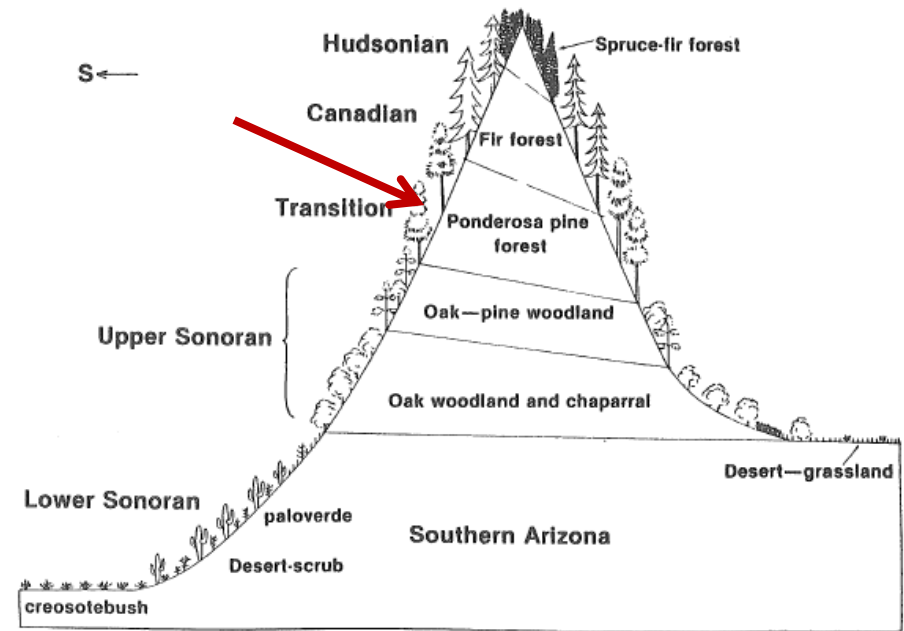 Hudsonian
Spruce-fir forest
S
Canadian
Fir forest
Transition
Ponderosa pine
forest
Upper Sonoran
Oak—pine woodland
Oak woodland and chaparral
Desert—grassland
Lower Sonoran
paloverde
Southern Arizona
Desert-scrub
creosotebush